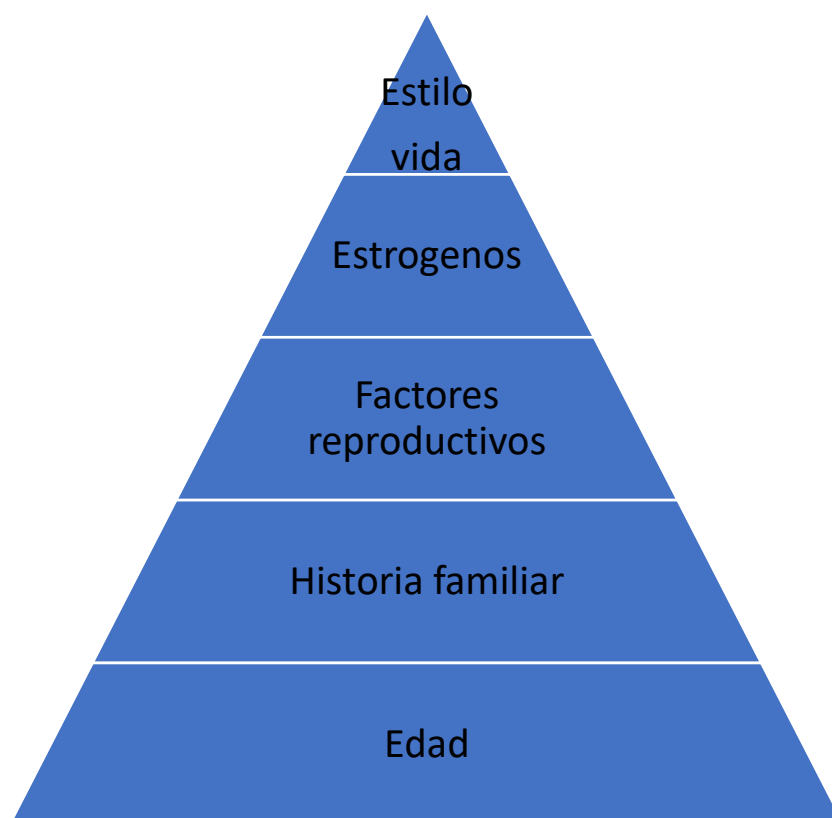 Estilo
vida
Estrogenos
Factores
reproductivos
Historia familiar
Edad